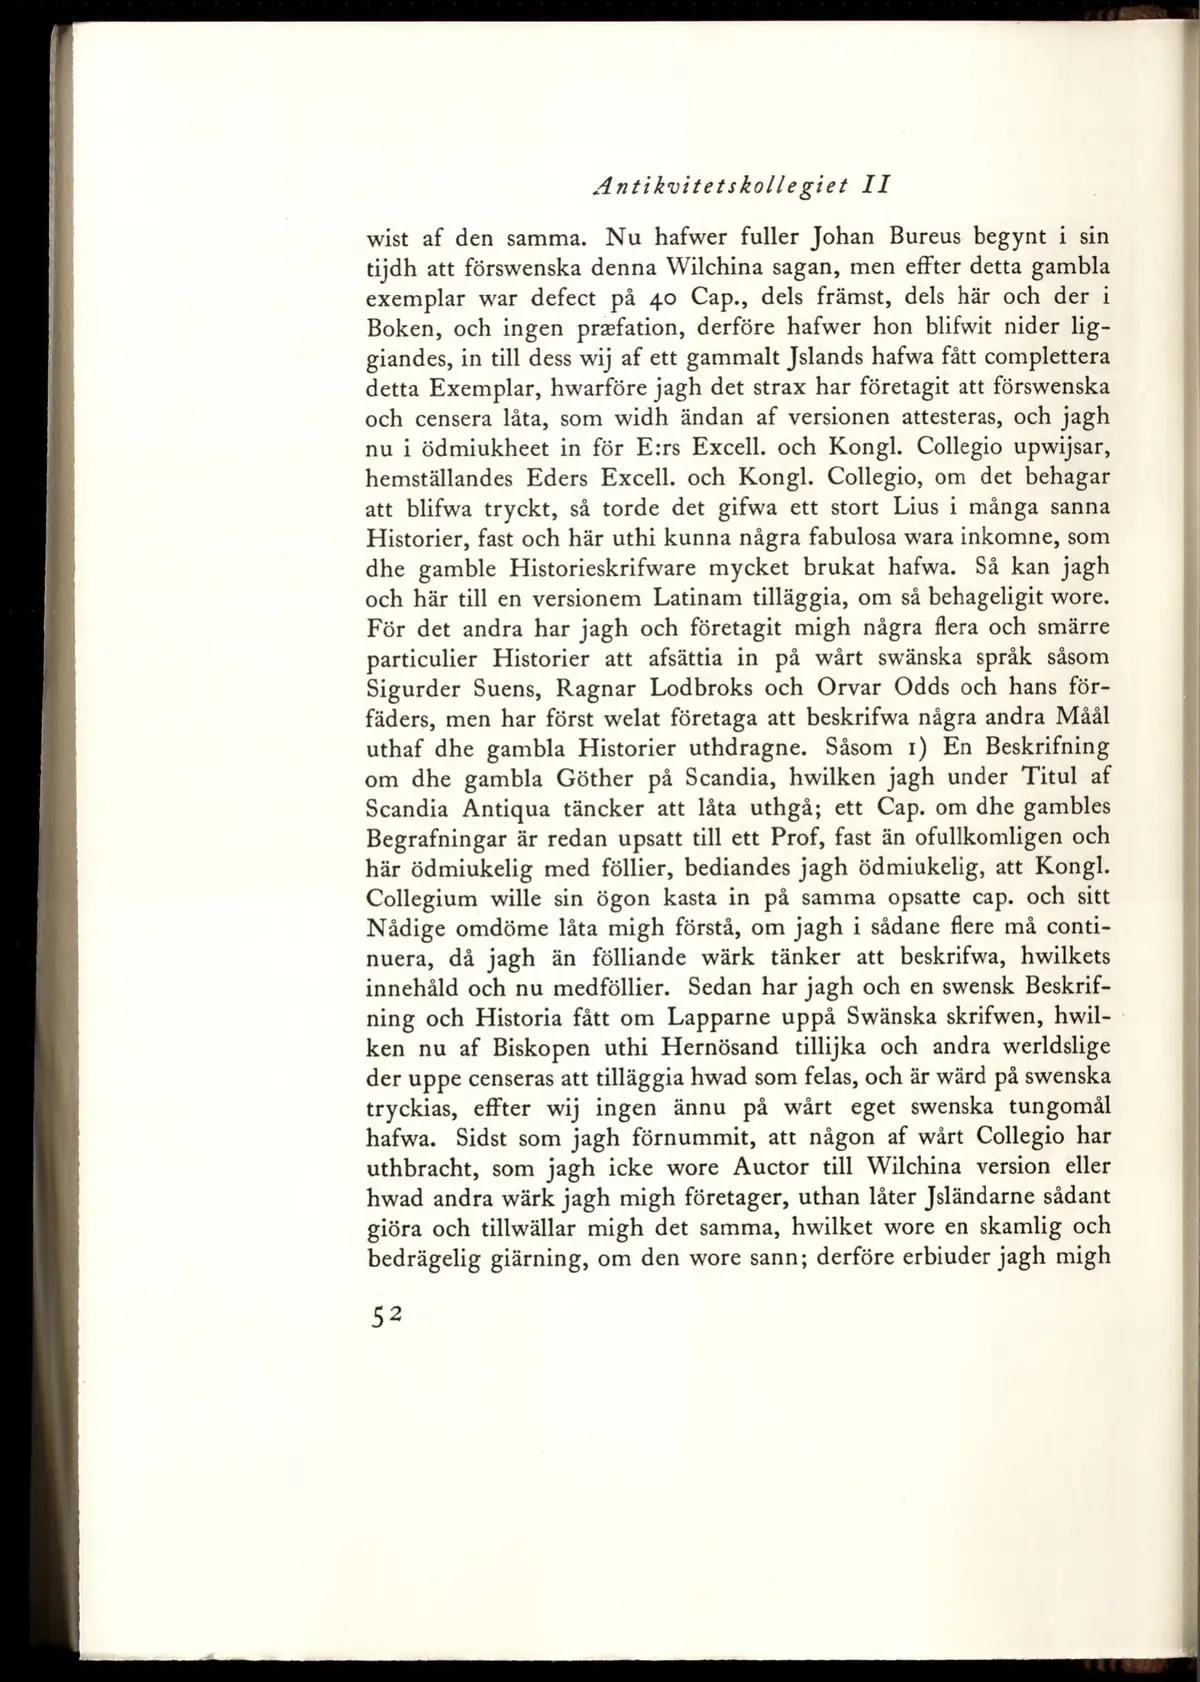 Antikvitetskollegiet II
wist af den samma. Nu hafwer fuller Johan Bureus begynt i sin
tijdh att förswenska denna Wilchina sagan, men effter detta gambla
exemplar war defect på 40 Cap., dels främst, dels här och der i
Boken, och ingen præfation, derföre hafwer hon blifwit nider lig-
giandes, in till dess wij af ett gammalt Jslands hafwa fått complettera
detta Exemplar, hwarföre jagh det strax har företagit att förswenska
och censera låta, som widh ändan af versionen attesteras, och jagh
nu i ödmiukheet in för E:rs Excell. och Kongl. Collegio upwijsar,
hemställandes Eders Excell. och Kongl. Collegio, om det behagar
att blifwa tryckt, så torde det gifwa ett stort Lius i många sanna
Historier, fast och här uthi kunna några fabulosa wara inkomne, som
dhe gamble Historieskrifware mycket brukat hafwa. Så kan jagh
och här till en versionem Latinam tilläggia, om så behageligit wore.
För det andra har jagh och företagit migh några flera och smärre
particulier Historier att afsättia in på wårt swänska språk såsom
Sigurder Suens, Ragnar Lodbroks och Orvar Odds och hans för-
fäders, men har först welat företaga att beskrifwa några andra Måål
uthaf dhe gambla Historier uthdragne. Såsom 1) En Beskrifning
om dhe gambla Göther på Scandia, hwilken jagh under Titul af
Scandia Antiqua täncker att låta uthgå; ett Cap. om dhe gambles
Begrafningar är redan upsatt till ett Prof, fast än ofullkomligen och
här ödmiukelig med föllier, bediandes jagh ödmiukelig, att Kongl.
Collegium wille sin ögon kasta in på samma opsatte cap. och sitt
Nådige omdöme låta migh förstå, om jagh i sådane flere må conti-
nuera, då jagh än fölliande wärk tänker att beskrifwa, hwilkets
innehåld och nu medföllier. Sedan har jagh och en swensk Beskrif-
ning och Historia fått om Lapparne uppå Swänska skrifwen, hwil-
ken nu af Biskopen uthi Hernösand tillijka och andra werldslige
der uppe censeras att tilläggia hwad som felas, och är wärd på swenska
tryckias, effter wij ingen ännu på wårt eget swenska tungomål
hafwa. Sidst som jagh förnummit, att någon af wårt Collegio har
uthbracht, som jagh icke wore Auctor till Wilchina version eller
hwad andra wärk jagh migh företager, uthan låter Jsländarne sådant
giöra och tillwällar migh det samma, hwilket wore en skamlig och
bedrägelig giärning, om den wore sann; derföre erbiuder jagh migh
52